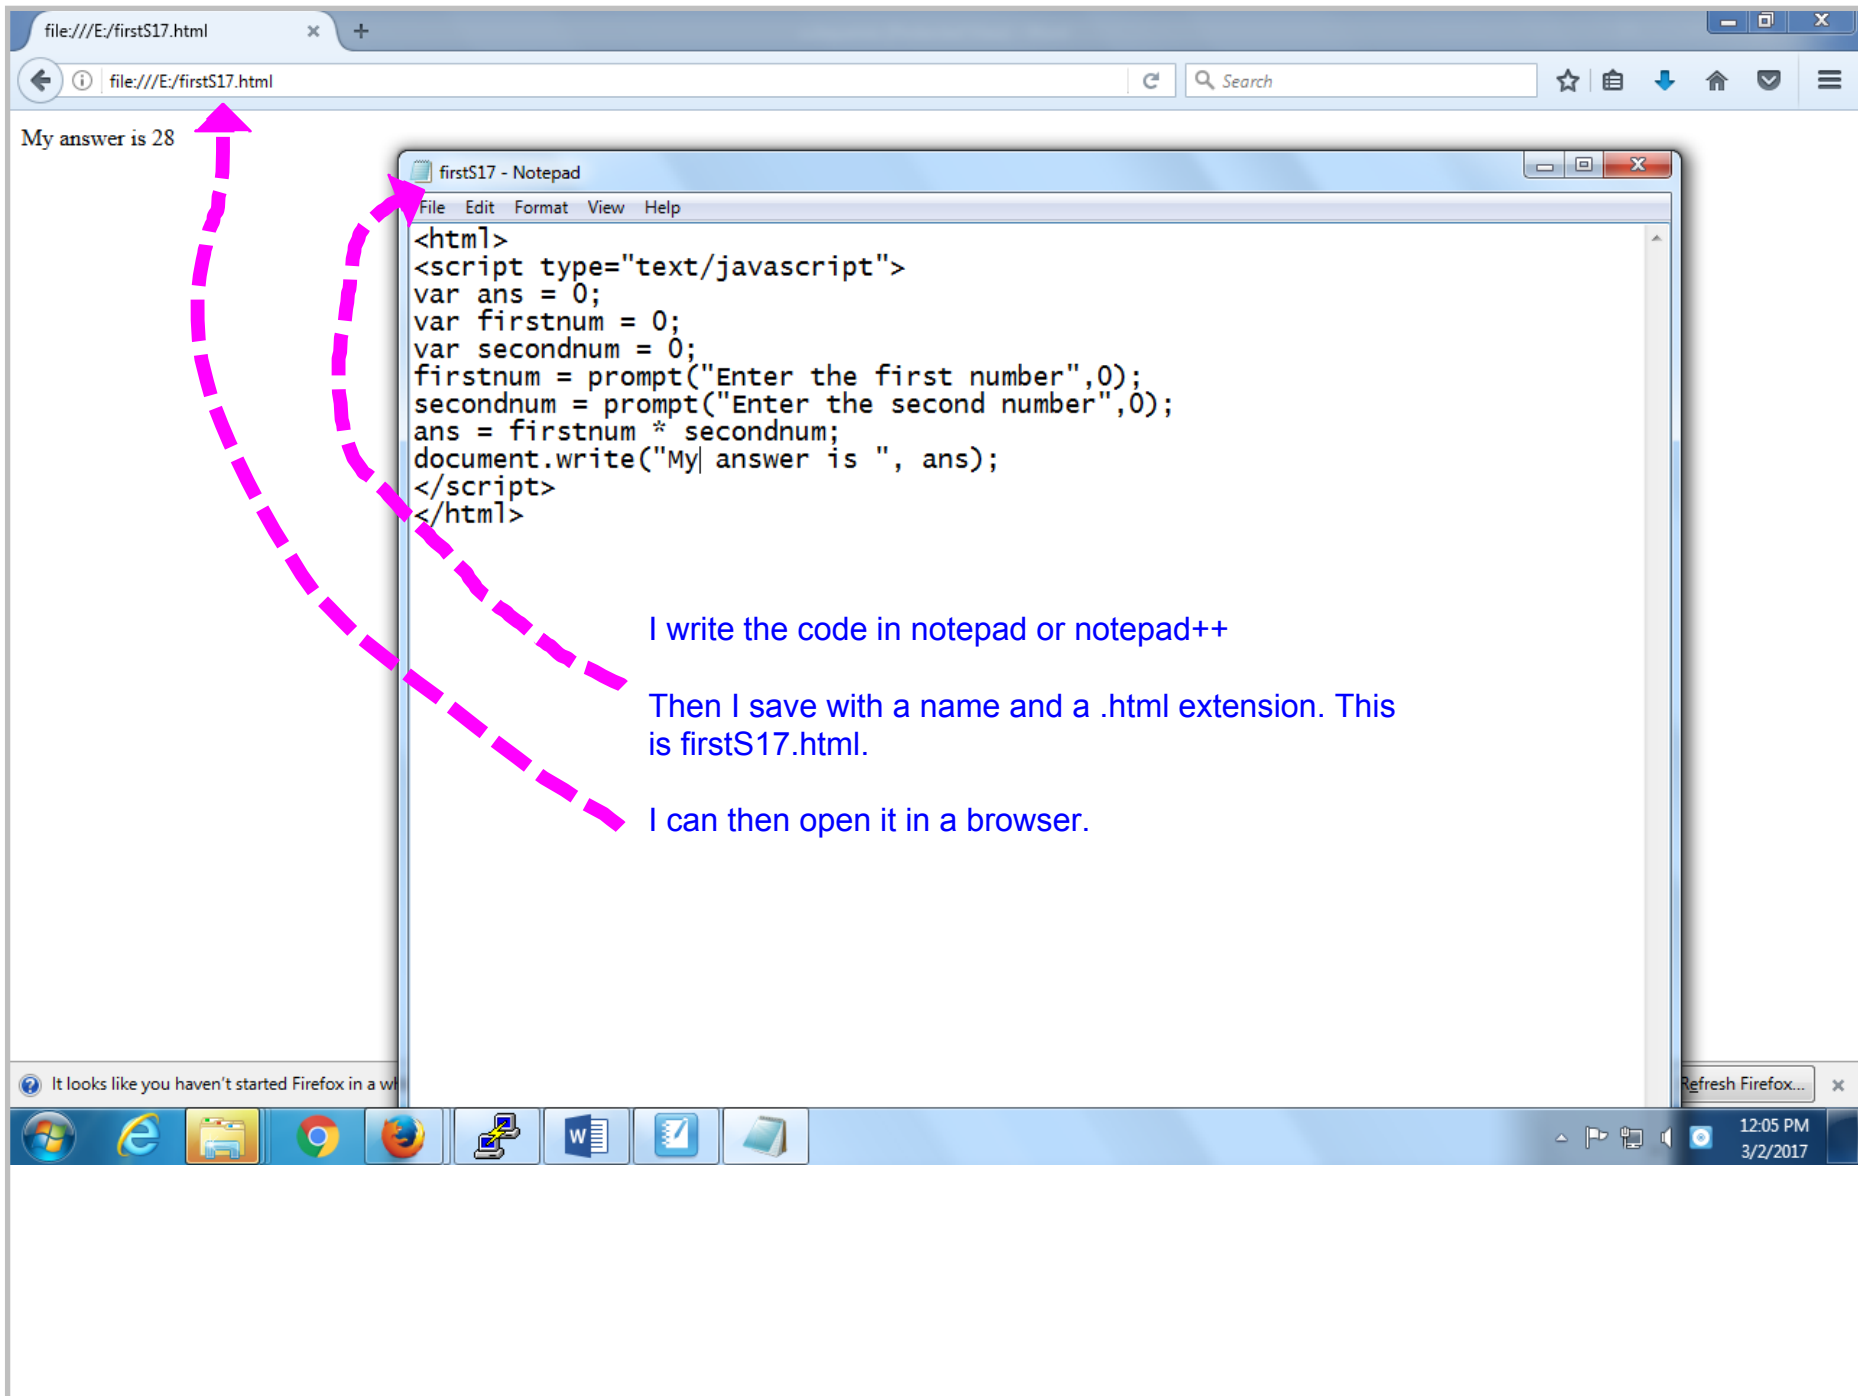 file:///E:/firstS17.html
file:///E:/firstS17.html
Search
My answer is 28
firstS17 - Notepad
File Edit Format View Help
<html>
<script type="text/javascript">
var ans = 0;
var firstnum = 0;
var secondnum = 0;
firstnum = prompt("Enter the first number",0);
secondnum = prompt("Enter the second number",0);
ans = firstnum * secondnum;
document.write("My answer is ", ans);
</script>
</html>
I write the code in notepad or notepad++
Then I save with a name and a .html extension. This
is firstS17.html.
I can then open it in a browser.
It looks like you haven't started Firefox in a
Refresh Firefox...
12:05 PM
3/2/2017